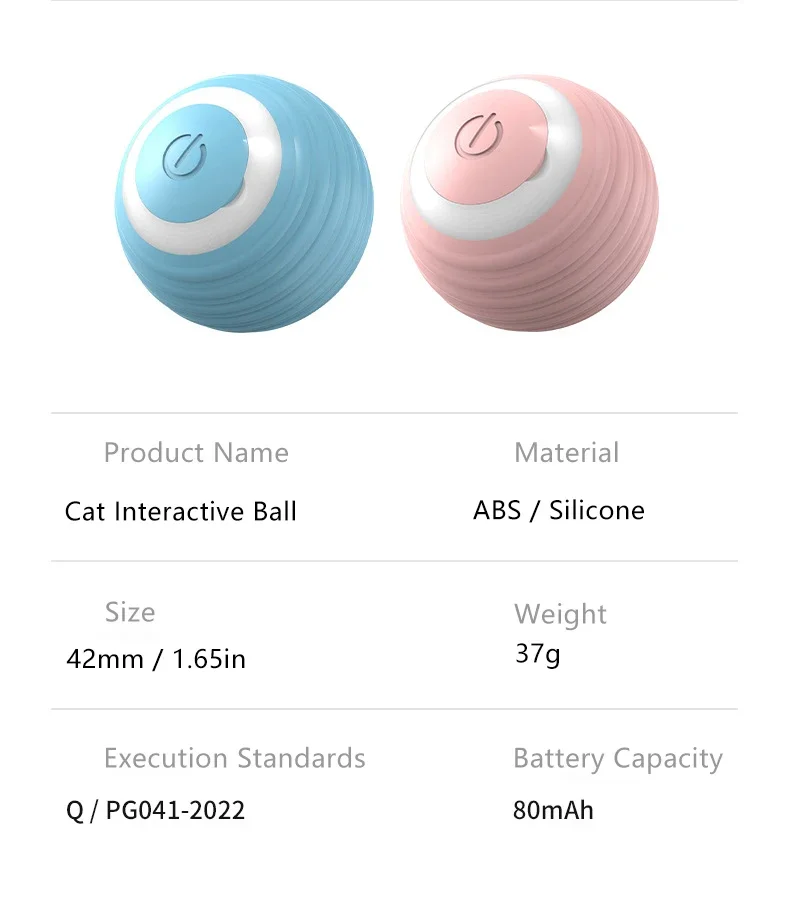 Product Name
Material
Cat Interactive Ball
ABS / Silicone
Size
Weight
42mm / 1.65in
37g
Execution Standards
Battery Capacity
Q / PG041-2022
80mAh